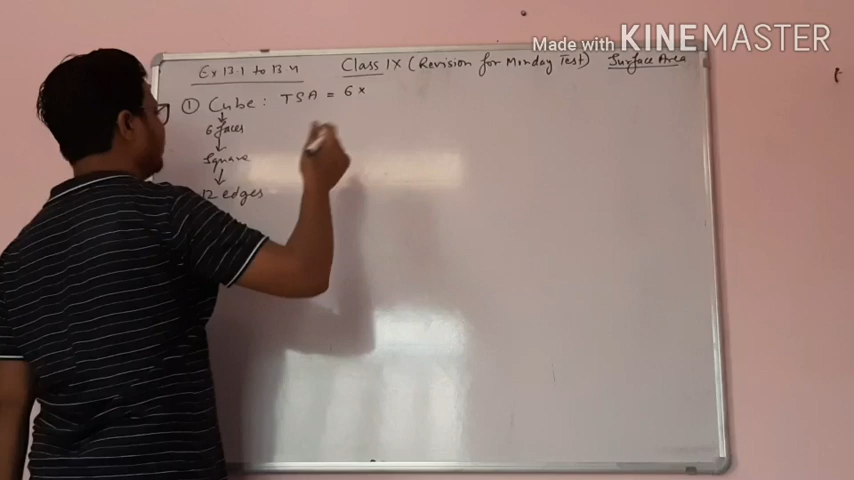 Made with KINEMASTER
Ex 13.1 to 13.4 Class IX (Revision for Monday Test) Surface Area
① Cube: TSA = 6 ×
↓
6 faces
↓
Square
↓
12 edges